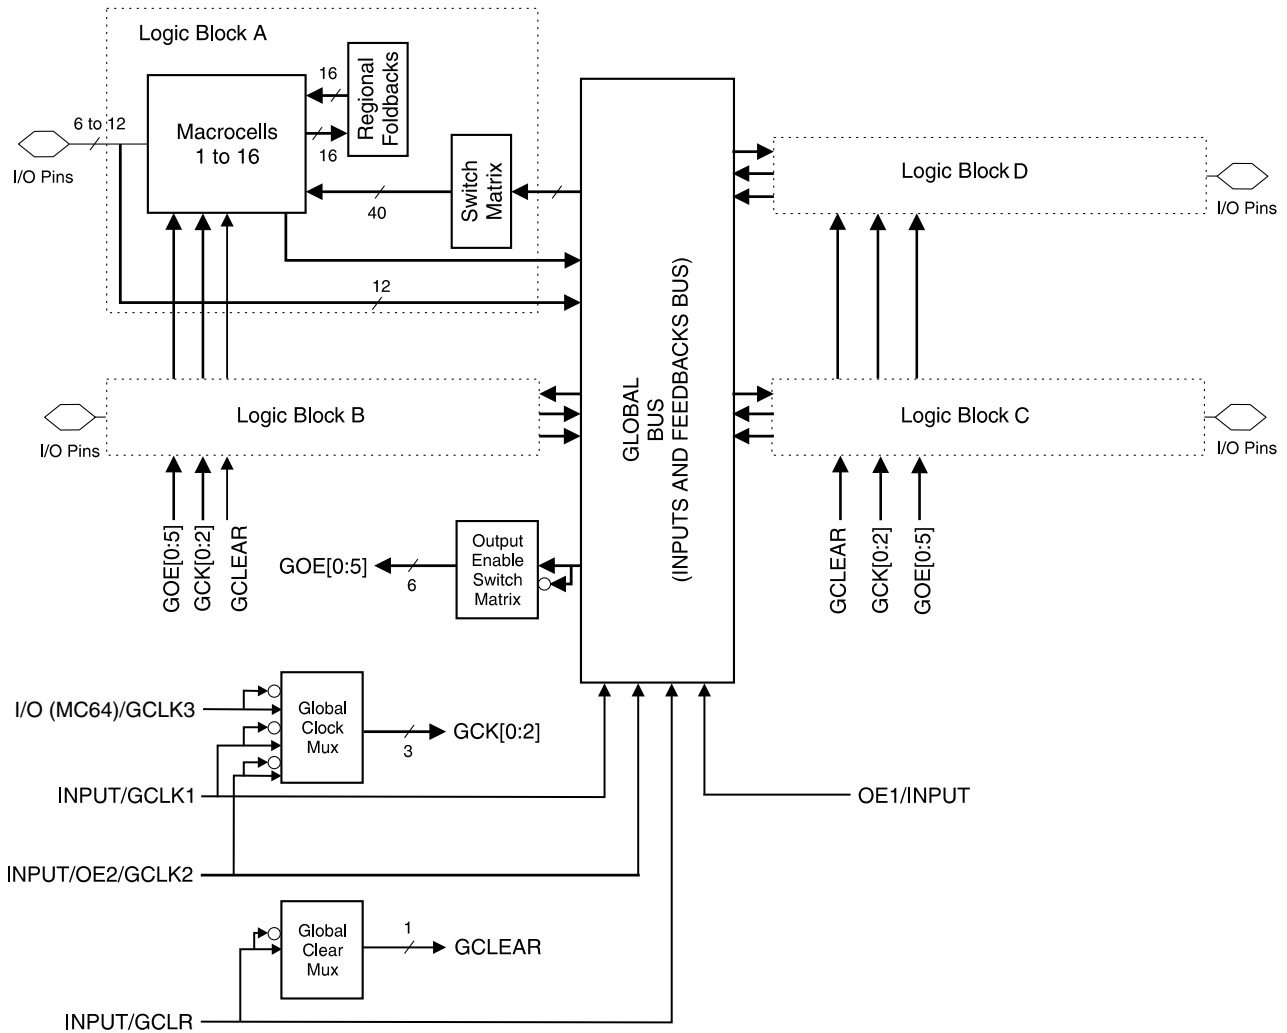 Logic Block A
Macrocells
1 to 16
16
16
Regional
Foldbacks
6 to 12
I/O Pins
40
Switch
Matrix
12
GLOBAL
BUS
(INPUTS AND FEEDBACKS BUS)
Logic Block D
I/O Pins
Logic Block B
I/O Pins
Logic Block C
I/O Pins
GOE[0:5]
GCK[0:2]
GCLEAR
GCLEAR
GCK[0:2]
GOE[0:5]
GOE[0:5]
6
Output
Enable
Switch
Matrix
I/O (MC64)/GCLK3
Global
Clock
Mux
3
GCK[0:2]
INPUT/GCLK1
OE1/INPUT
INPUT/OE2/GCLK2
Global
Clear
Mux
1
GCLEAR
INPUT/GCLR